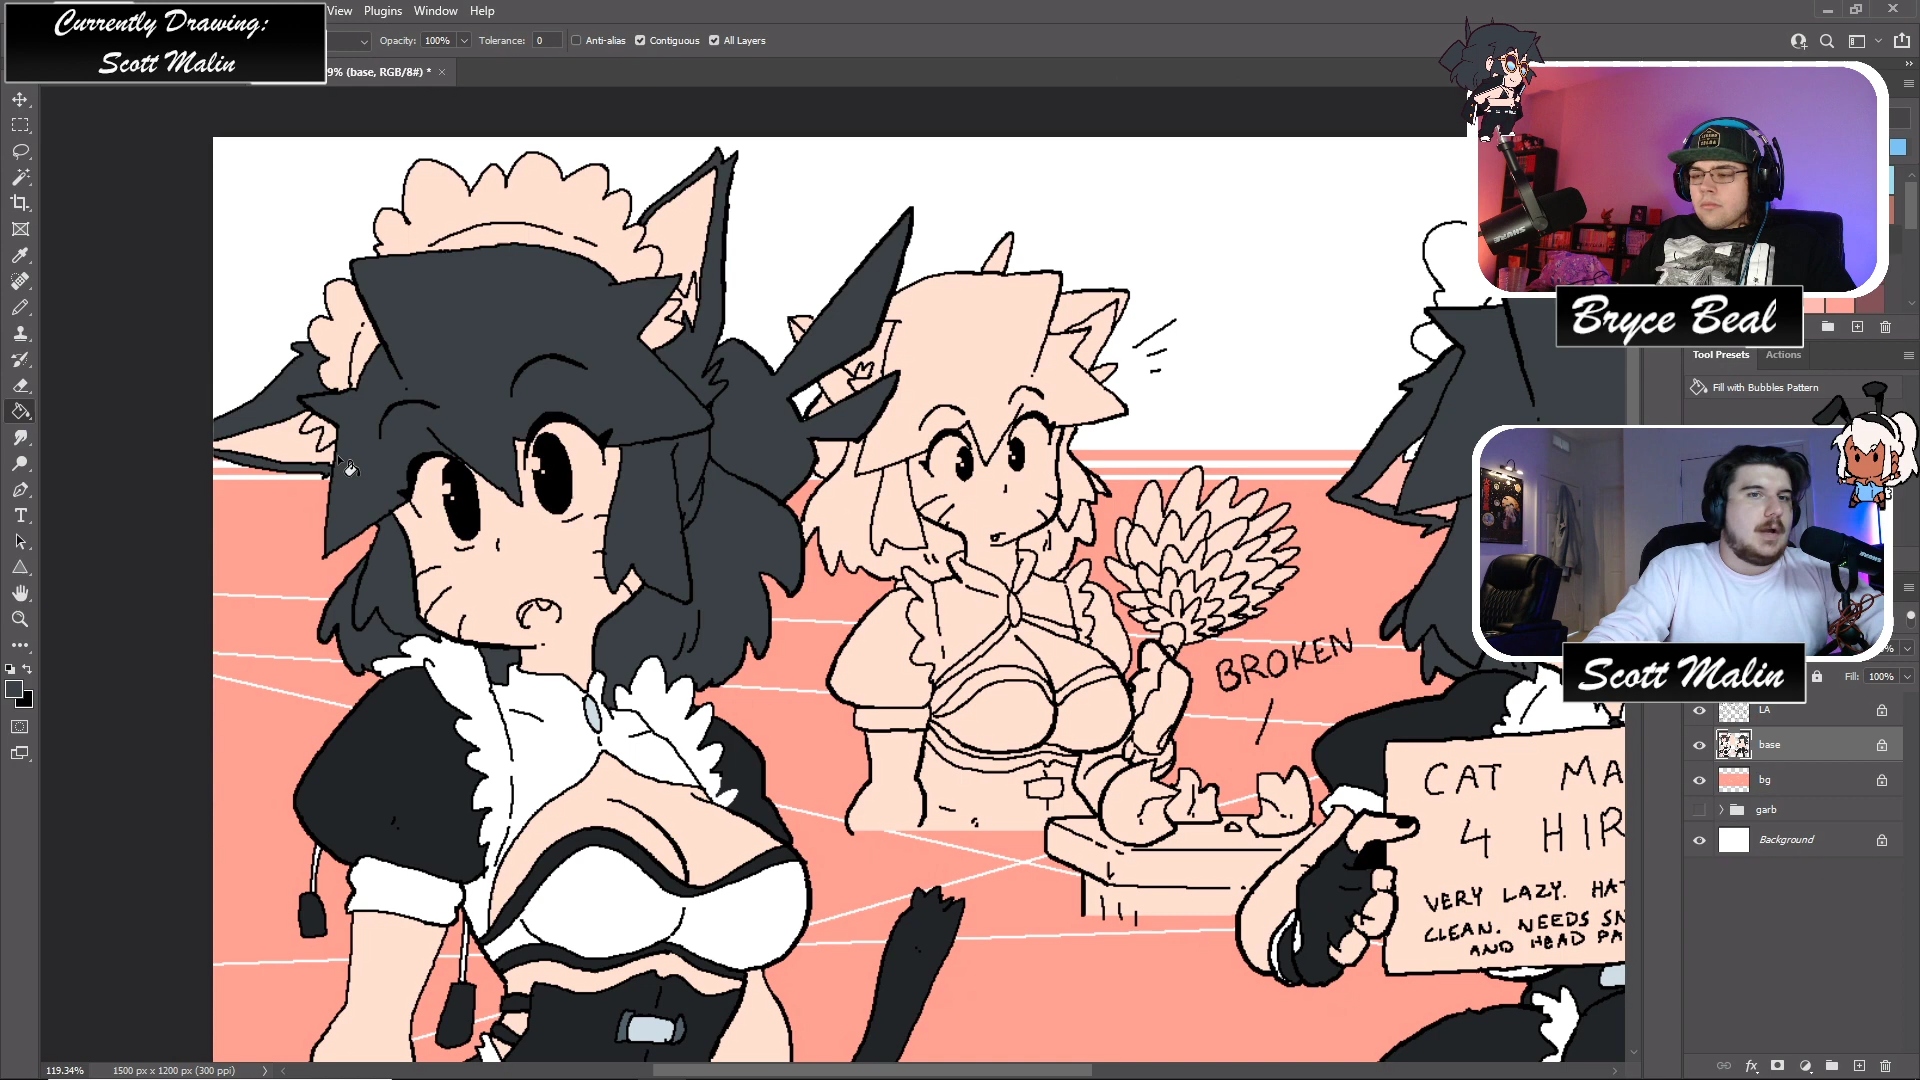 Currently Drawing:
Scott Malin
View Plugins Window Help
Opacity: 100% Tolerance: 0 Anti-alias Contiguous All Layers
9% (base, RGB/8#) *
Bryce Beal
Tool Presets Actions
Fill with Bubbles Pattern
BROKEN
Scott Malin
Fill: 100%
LA
base
bg
garb
Background
CAT MA
4 HIR
VERY LAZY. HAT
CLEAN. NEEDS SN
AND HEAD PA
119.34% 1500 px x 1200 px (300 ppi)